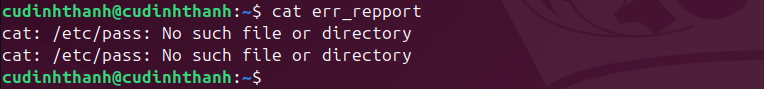 cudinhthanh@cudinhthanh:~$ cat err_repport
cat: /etc/pass: No such file or directory
cat: /etc/pass: No such file or directory
cudinhthanh@cudinhthanh:~$